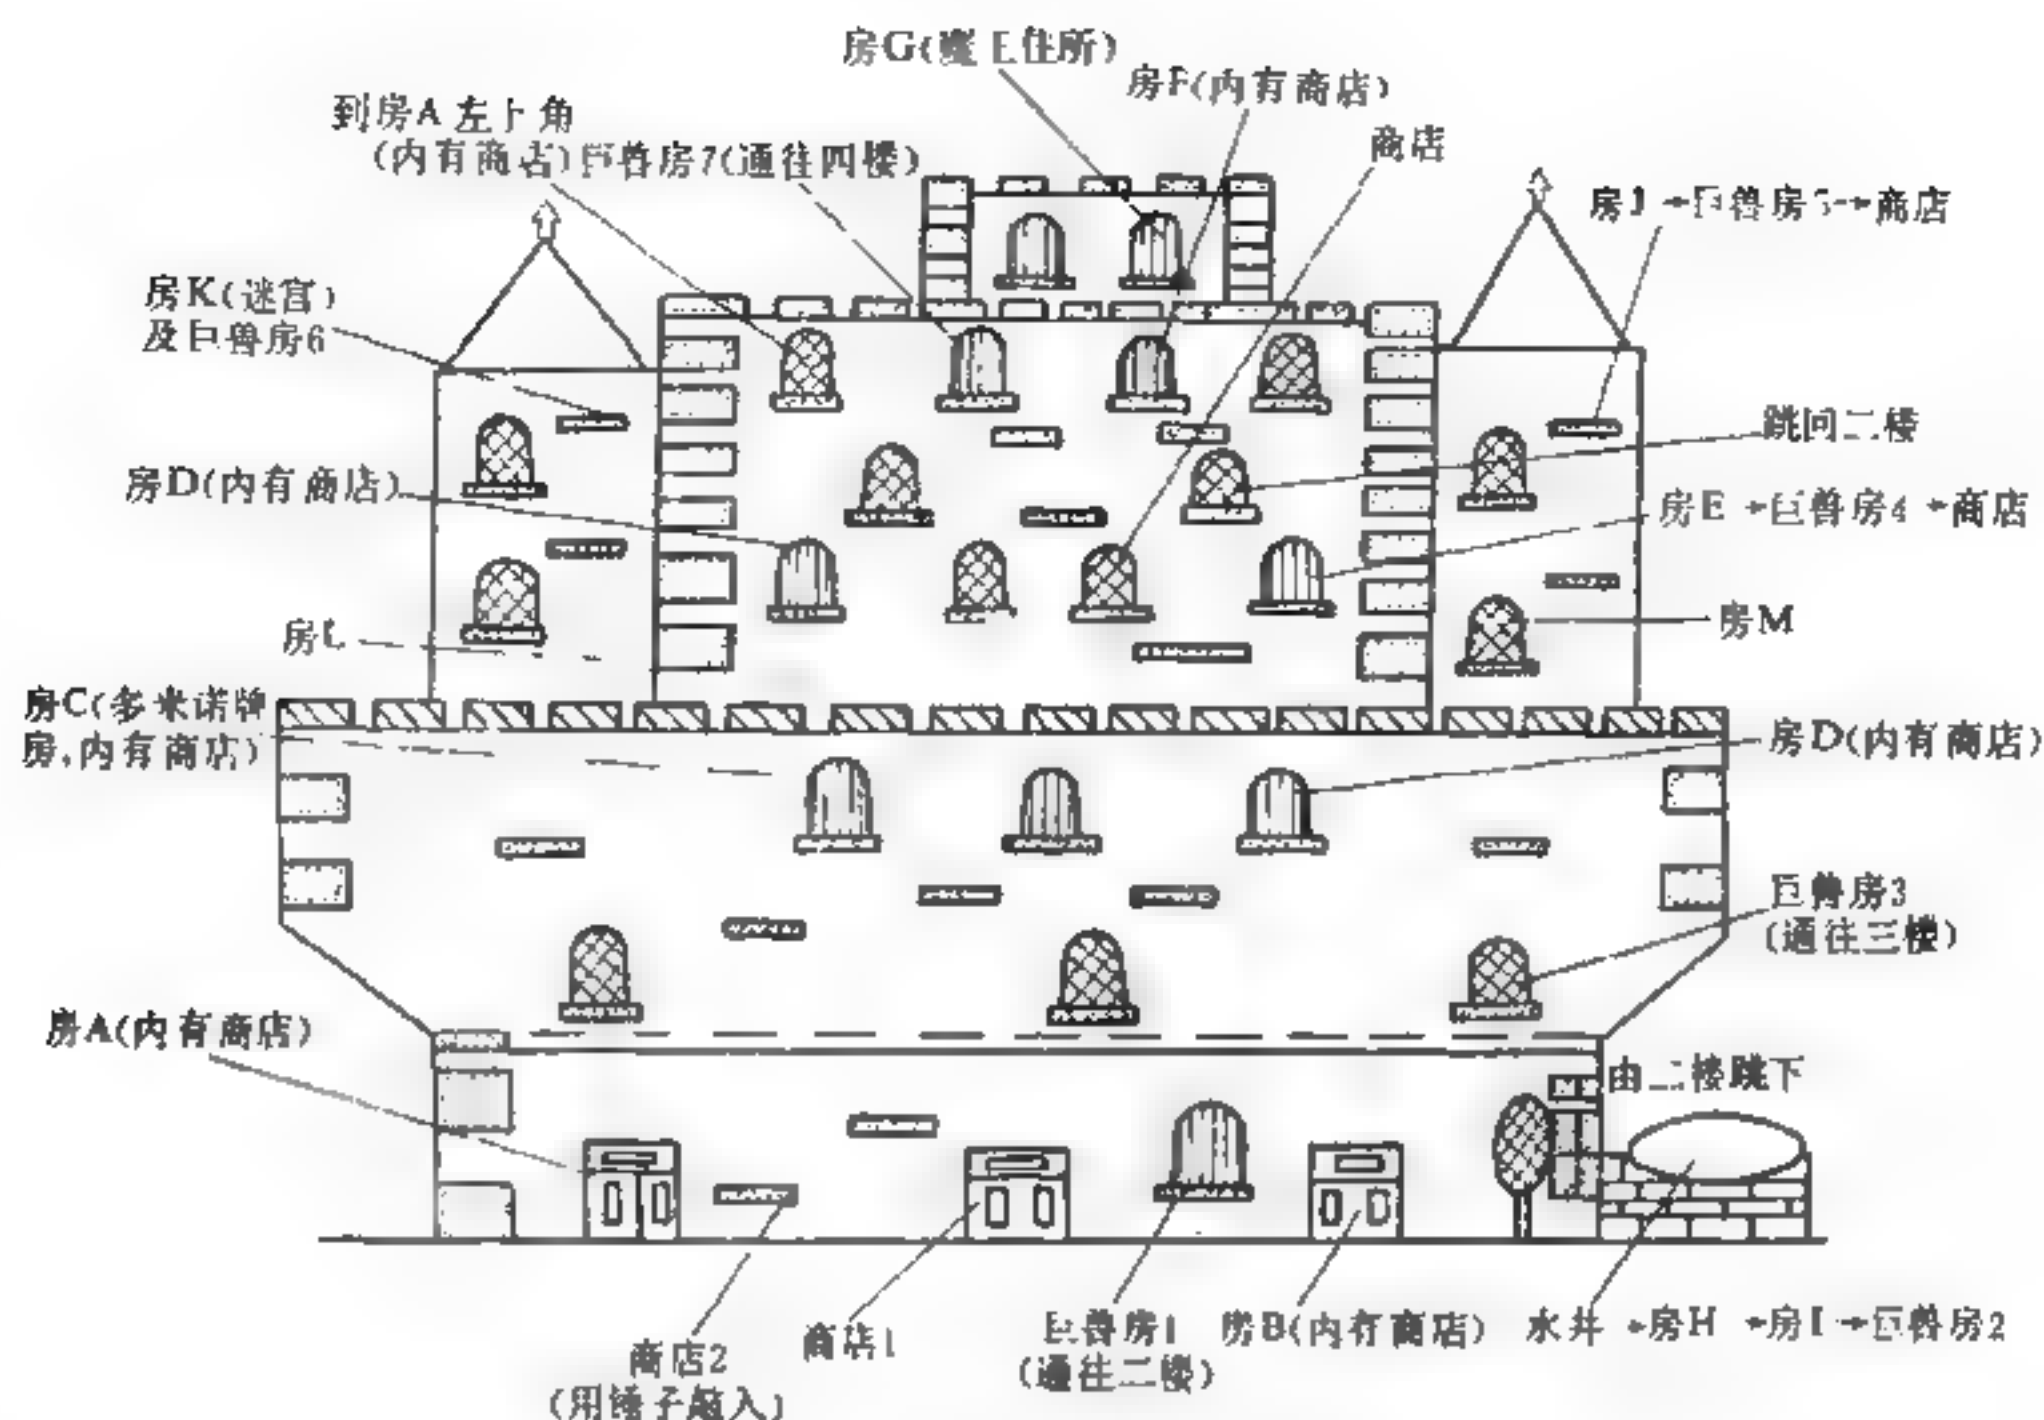 房G(魔王住所)
房F(内有商店)
到房A左下角
(内有商店)
巨兽房7(通往四楼)
商店
房J→巨兽房5→商店
房K(迷宫)
及巨兽房6
跳回二楼
房D(内有商店)
房E→巨兽房4→商店
房L
房M
房C(多米诺牌
房,内有商店)
房D(内有商店)
巨兽房3
(通往三楼)
房A(内有商店)
由二楼跳下
商店2
(用锤子敲入)
商店1
巨兽房1
(通往二楼)
房B(内有商店)
水井→房H→房I→巨兽房2